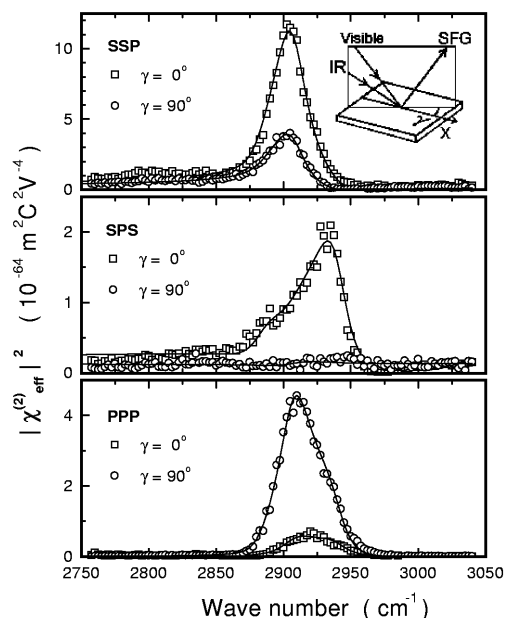 SSP
□ γ = 0°
○ γ = 90°
Visible
SFG
IR
γ
X
10
5
0
SPS
□ γ = 0°
○ γ = 90°
2
1
0
PPP
□ γ = 0°
○ γ = 90°
4
2
0
| χ⁽²⁾eff |² ( 10⁻⁶⁴ m²C²V⁻⁴ )
2750 2800 2850 2900 2950 3000 3050
Wave number ( cm⁻¹ )